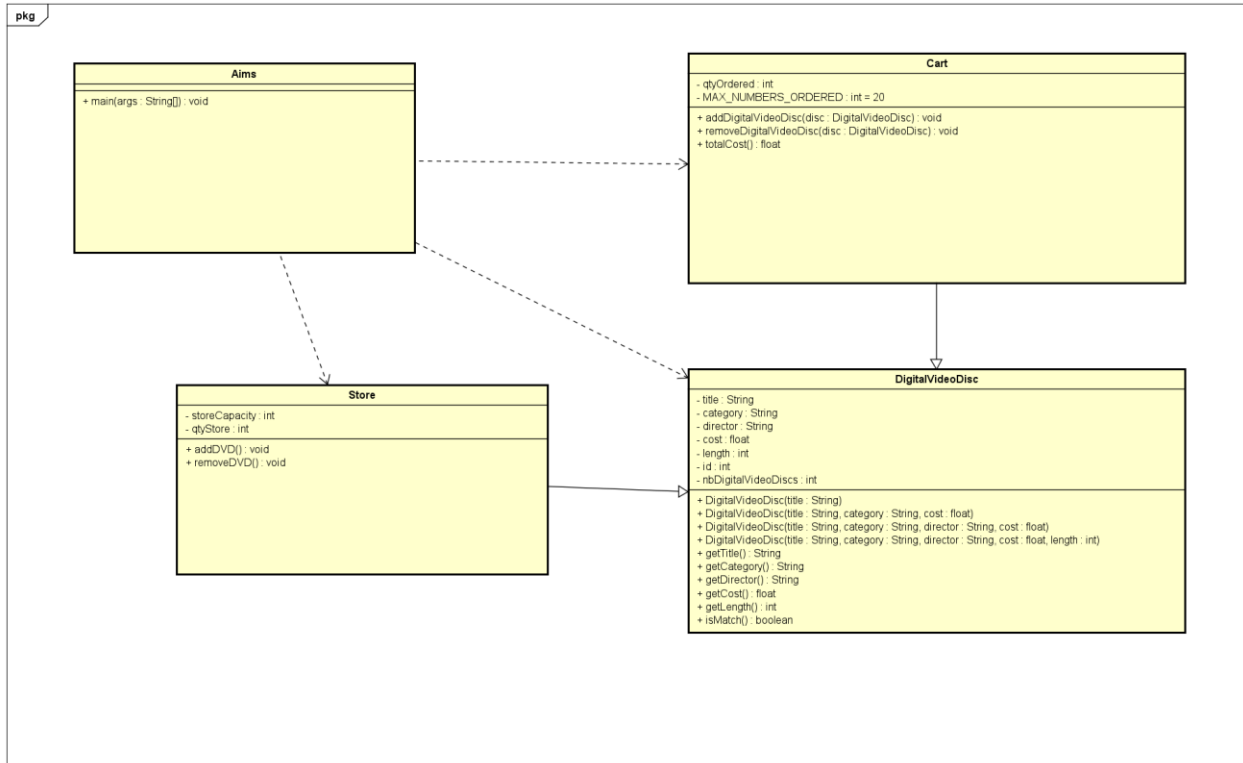 pkg
Aims
+ main(args : String[]) : void
Cart
- qtyOrdered : int
- MAX_NUMBERS_ORDERED : int = 20
+ addDigitalVideoDisc(disc : DigitalVideoDisc) : void
+ removeDigitalVideoDisc(disc : DigitalVideoDisc) : void
+ totalCost() : float
Store
- storeCapacity : int
- qtyStore : int
+ addDVD() : void
+ removeDVD() : void
DigitalVideoDisc
- title : String
- category : String
- director : String
- cost : float
- length : int
- id : int
- nbDigitalVideoDiscs : int
+ DigitalVideoDisc(title : String)
+ DigitalVideoDisc(title : String, category : String, cost : float)
+ DigitalVideoDisc(title : String, category : String, director : String, cost : float)
+ DigitalVideoDisc(title : String, category : String, director : String, cost : float, length : int)
+ getTitle() : String
+ getCategory() : String
+ getDirector() : String
+ getCost() : float
+ getLength() : int
+ isMatch() : boolean